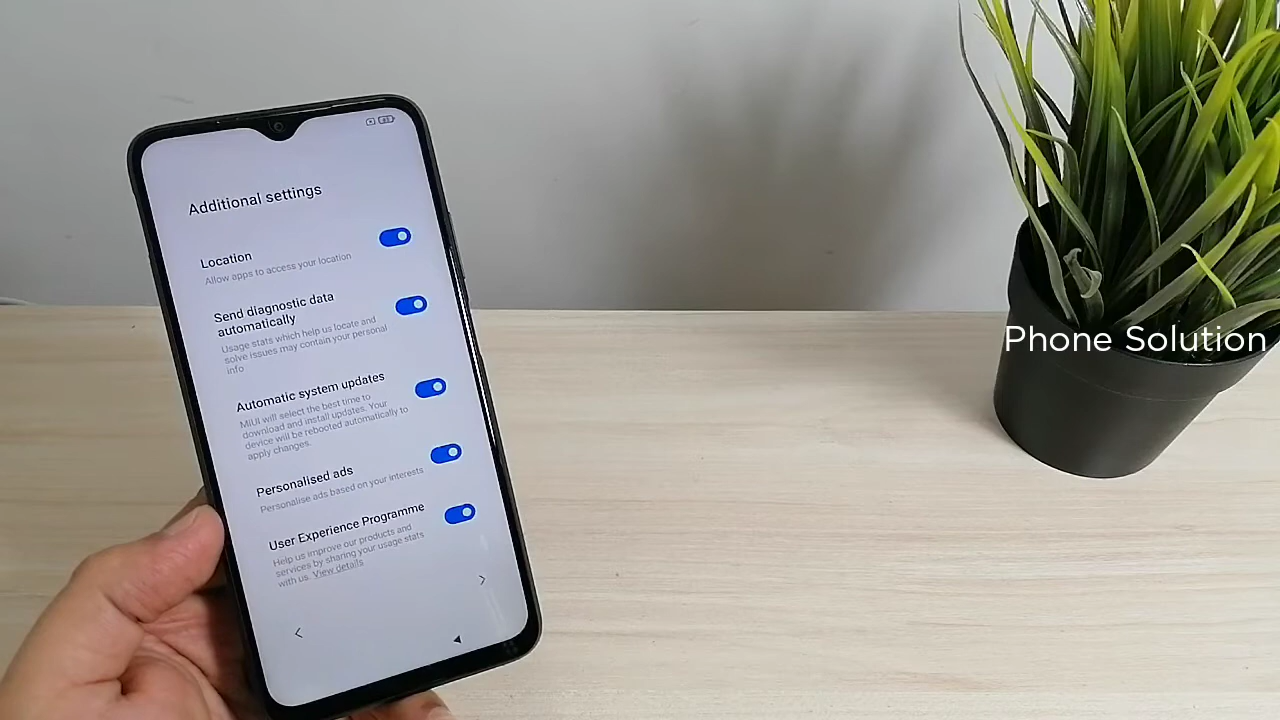 Additional settings
Location
Allow apps to access your location
Send diagnostic data
automatically
Usage stats which help us locate and
solve issues may contain your personal
info
Automatic system updates
MIUI will select the best time to
download and install updates. Your
device will be rebooted automatically to
apply changes.
Personalised ads
Personalise ads based on your interests
User Experience Programme
Help us improve our products and
services by sharing your usage stats
with us. View details
Phone Solution